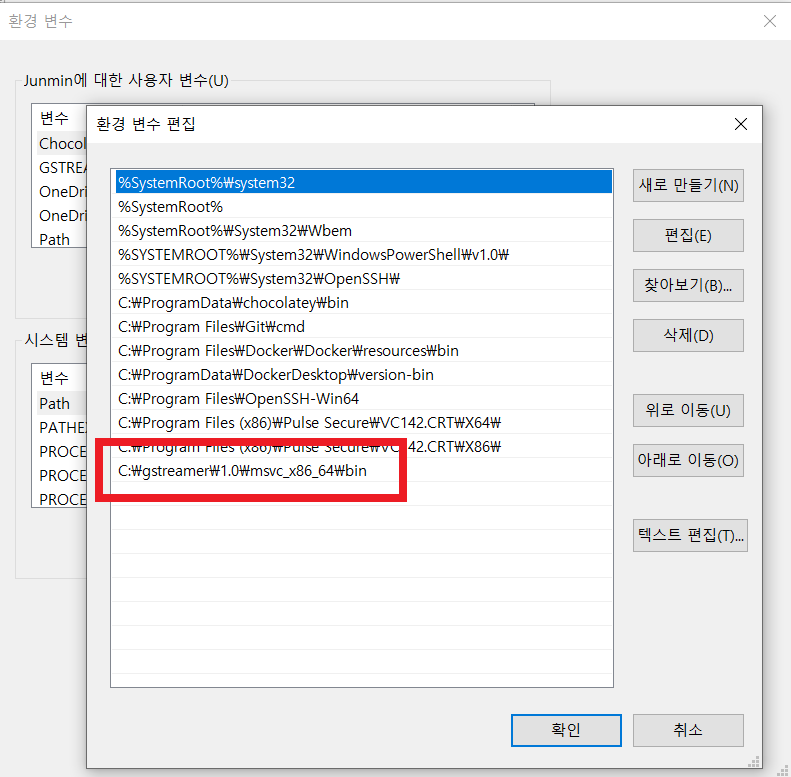 환경 변수
Junmin에 대한 사용자 변수(U)
변수
Chocol
GSTREA
OneDri
OneDri
Path
시스템 변
변수
Path
PATHEX
PROCE
PROCE
PROCE
환경 변수 편집
%SystemRoot%₩system32
%SystemRoot%
%SystemRoot%₩System32₩Wbem
%SYSTEMROOT%₩System32₩WindowsPowerShell₩v1.0₩
%SYSTEMROOT%₩System32₩OpenSSH₩
C:₩ProgramData₩chocolatey₩bin
C:₩Program Files₩Git₩cmd
C:₩Program Files₩Docker₩Docker₩resources₩bin
C:₩ProgramData₩DockerDesktop₩version-bin
C:₩Program Files₩OpenSSH-Win64
C:₩Program Files (x86)₩Pulse Secure₩VC142.CRT₩X64₩
C:₩Program Files (x86)₩Pulse Secure₩VC142.CRT₩X86₩
C:₩gstreamer₩1.0₩msvc_x86_64₩bin
새로 만들기(N)
편집(E)
찾아보기(B)...
삭제(D)
위로 이동(U)
아래로 이동(O)
텍스트 편집(T)...
확인
취소